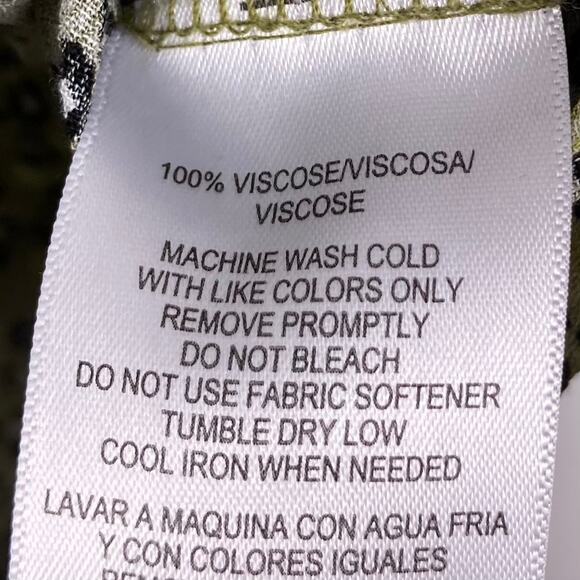 100% VISCOSE/VISCOSA/
VISCOSE
MACHINE WASH COLD
WITH LIKE COLORS ONLY
REMOVE PROMPTLY
DO NOT BLEACH
DO NOT USE FABRIC SOFTENER
TUMBLE DRY LOW
COOL IRON WHEN NEEDED
LAVAR A MAQUINA CON AGUA FRIA
Y CON COLORES IGUALES